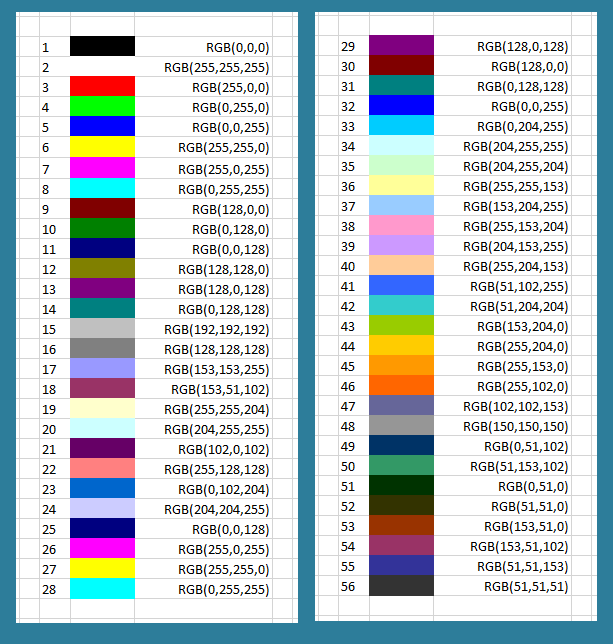 1 RGB(0,0,0)
2 RGB(255,255,255)
3 RGB(255,0,0)
4 RGB(0,255,0)
5 RGB(0,0,255)
6 RGB(255,255,0)
7 RGB(255,0,255)
8 RGB(0,255,255)
9 RGB(128,0,0)
10 RGB(0,128,0)
11 RGB(0,0,128)
12 RGB(128,128,0)
13 RGB(128,0,128)
14 RGB(0,128,128)
15 RGB(192,192,192)
16 RGB(128,128,128)
17 RGB(153,153,255)
18 RGB(153,51,102)
19 RGB(255,255,204)
20 RGB(204,255,255)
21 RGB(102,0,102)
22 RGB(255,128,128)
23 RGB(0,102,204)
24 RGB(204,204,255)
25 RGB(0,0,128)
26 RGB(255,0,255)
27 RGB(255,255,0)
28 RGB(0,255,255)
29 RGB(128,0,128)
30 RGB(128,0,0)
31 RGB(0,128,128)
32 RGB(0,0,255)
33 RGB(0,204,255)
34 RGB(204,255,255)
35 RGB(204,255,204)
36 RGB(255,255,153)
37 RGB(153,204,255)
38 RGB(255,153,204)
39 RGB(204,153,255)
40 RGB(255,204,153)
41 RGB(51,102,255)
42 RGB(51,204,204)
43 RGB(153,204,0)
44 RGB(255,204,0)
45 RGB(255,153,0)
46 RGB(255,102,0)
47 RGB(102,102,153)
48 RGB(150,150,150)
49 RGB(0,51,102)
50 RGB(51,153,102)
51 RGB(0,51,0)
52 RGB(51,51,0)
53 RGB(153,51,0)
54 RGB(153,51,102)
55 RGB(51,51,153)
56 RGB(51,51,51)